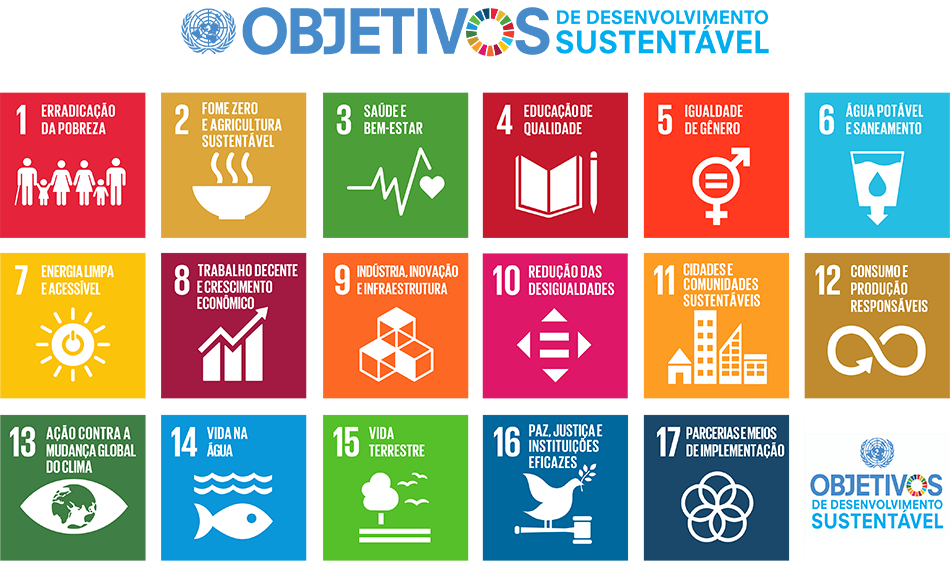 OBJETIVOS
DE DESENVOLVIMENTO
SUSTENTÁVEL
1 ERRADICAÇÃO
DA POBREZA
2 FOME ZERO
E AGRICULTURA
SUSTENTÁVEL
3 SAÚDE E
BEM-ESTAR
4 EDUCAÇÃO DE
QUALIDADE
5 IGUALDADE
DE GÊNERO
6 ÁGUA POTÁVEL
E SANEAMENTO
7 ENERGIA LIMPA
E ACESSÍVEL
8 TRABALHO DECENTE
E CRESCIMENTO
ECONÔMICO
9 INDÚSTRIA, INOVAÇÃO
E INFRAESTRUTURA
10 REDUÇÃO DAS
DESIGUALDADES
11 CIDADES E
COMUNIDADES
SUSTENTÁVEIS
12 CONSUMO E
PRODUÇÃO
RESPONSÁVEIS
13 AÇÃO CONTRA A
MUDANÇA GLOBAL
DO CLIMA
14 VIDA NA
ÁGUA
15 VIDA
TERRESTRE
16 PAZ, JUSTIÇA E
INSTITUIÇÕES
EFICAZES
17 PARCERIAS E MEIOS
DE IMPLEMENTAÇÃO
OBJETIVOS
DE DESENVOLVIMENTO
SUSTENTÁVEL